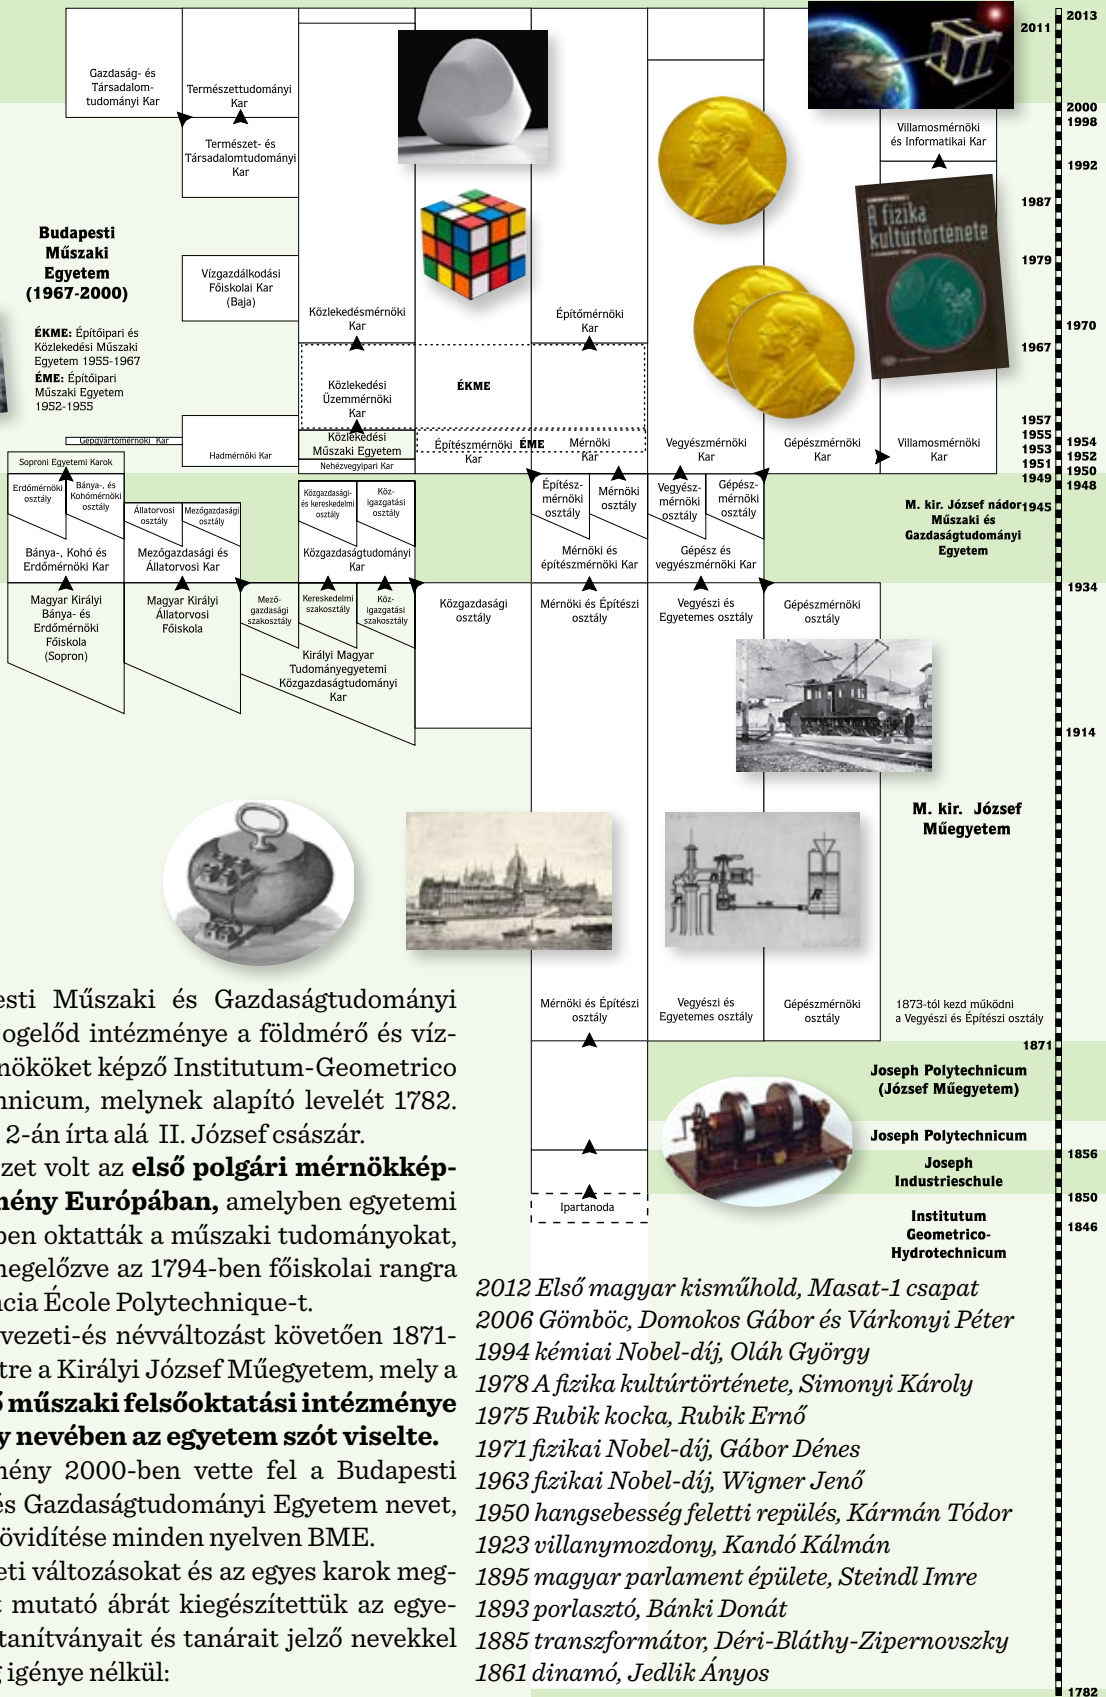 2013
2011
2000
1998
1992
1987
1979
1970
1967
1957
1955
1954
1953
1952
1951
1950
1949
1948
1945
1934
1914
1871
1856
1850
1846
1782
Gazdaság- és
Társadalom-
tudományi Kar
Természettudományi
Kar
Természet- és
Társadalomtudományi
Kar
Villamosmérnöki
és Informatikai Kar
A fizika
kultúrtörténete
Budapesti
Műszaki
Egyetem
(1967-2000)
ÉKME: Építőipari és
Közlekedési Műszaki
Egyetem 1955-1967
ÉME: Építőipari
Műszaki Egyetem
1952-1955
Vízgazdálkodási
Főiskolai Kar
(Baja)
Közlekedésmérnöki
Kar
Építőmérnöki
Kar
Közlekedési
Üzemmérnöki
Kar
ÉKME
Gépgyártómérnöki Kar
Hadmérnöki Kar
Közlekedési
Műszaki Egyetem
Nehézvegyipari Kar
Építészmérnöki
Kar
ÉME
Mérnöki
Kar
Vegyészmérnöki
Kar
Gépészmérnöki
Kar
Villamosmérnöki
Kar
Soproni Egyetemi Karok
Erdőmérnöki
osztály
Bánya-, és
Kohómérnöki
osztály
Állatorvosi
osztály
Mezőgazdasági
osztály
Közgazdasági-
és kereskedelmi
osztály
Köz-
igazgatási
osztály
Építész-
mérnöki
osztály
Mérnöki
osztály
Vegyész-
mérnöki
osztály
Gépész-
mérnöki
osztály
M. kir. József nádor
Műszaki és
Gazdaságtudományi
Egyetem
Bánya-, Kohó és
Erdőmérnöki Kar
Mezőgazdasági és
Állatorvosi Kar
Közgazdaságtudományi
Kar
Mérnöki és
építészmérnöki Kar
Gépész és
vegyészmérnöki Kar
Magyar Királyi
Bánya- és
Erdőmérnöki
Főiskola
(Sopron)
Magyar Királyi
Állatorvosi
Főiskola
Mező-
gazdasági
szakosztály
Kereskedelmi
szakosztály
Köz-
igazgatási
szakosztály
Királyi Magyar
Tudományegyetemi
Közgazdaságtudományi
Kar
Közgazdasági
osztály
Mérnöki és Építészi
osztály
Vegyészi és
Egyetemes osztály
Gépészmérnöki
osztály
M. kir. József
Műegyetem
Mérnöki és Építészi
osztály
Vegyészi és
Egyetemes osztály
Gépészmérnöki
osztály
1873-tól kezd működni
a Vegyészi és Építészi osztály
Joseph Polytechnicum
(József Műegyetem)
Joseph Polytechnicum
Joseph
Industrieschule
Institutum
Geometrico-
Hydrotechnicum
Ipartanoda
esti Műszaki és Gazdaságtudományi
ogelőd intézménye a földmérő és víz-
nököket képző Institutum-Geometrico
hnicum, melynek alapító levelét 1782.
2-án írta alá II. József császár.
zet volt az első polgári mérnökkép-
mény Európában, amelyben egyetemi
ben oktatták a műszaki tudományokat,
megelőzve az 1794-ben főiskolai rangra
ncia École Polytechnique-t.
vezeti-és névváltozást követően 1871-
tre a Királyi József Műegyetem, mely a
ő műszaki felsőoktatási intézménye
y nevében az egyetem szót viselte.
mény 2000-ben vette fel a Budapesti
és Gazdaságtudományi Egyetem nevet,
övidítése minden nyelven BME.
eti változásokat és az egyes karok meg-
t mutató ábrát kiegészítettük az egye-
tanítványait és tanárait jelző nevekkel
g igénye nélkül:
2012 Első magyar kisműhold, Masat-1 csapat
2006 Gömböc, Domokos Gábor és Várkonyi Péter
1994 kémiai Nobel-díj, Oláh György
1978 A fizika kultúrtörténete, Simonyi Károly
1975 Rubik kocka, Rubik Ernő
1971 fizikai Nobel-díj, Gábor Dénes
1963 fizikai Nobel-díj, Wigner Jenő
1950 hangsebesség feletti repülés, Kármán Tódor
1923 villanymozdony, Kandó Kálmán
1895 magyar parlament épülete, Steindl Imre
1893 porlasztó, Bánki Donát
1885 transzformátor, Déri-Bláthy-Zipernovszky
1861 dinamó, Jedlik Ányos